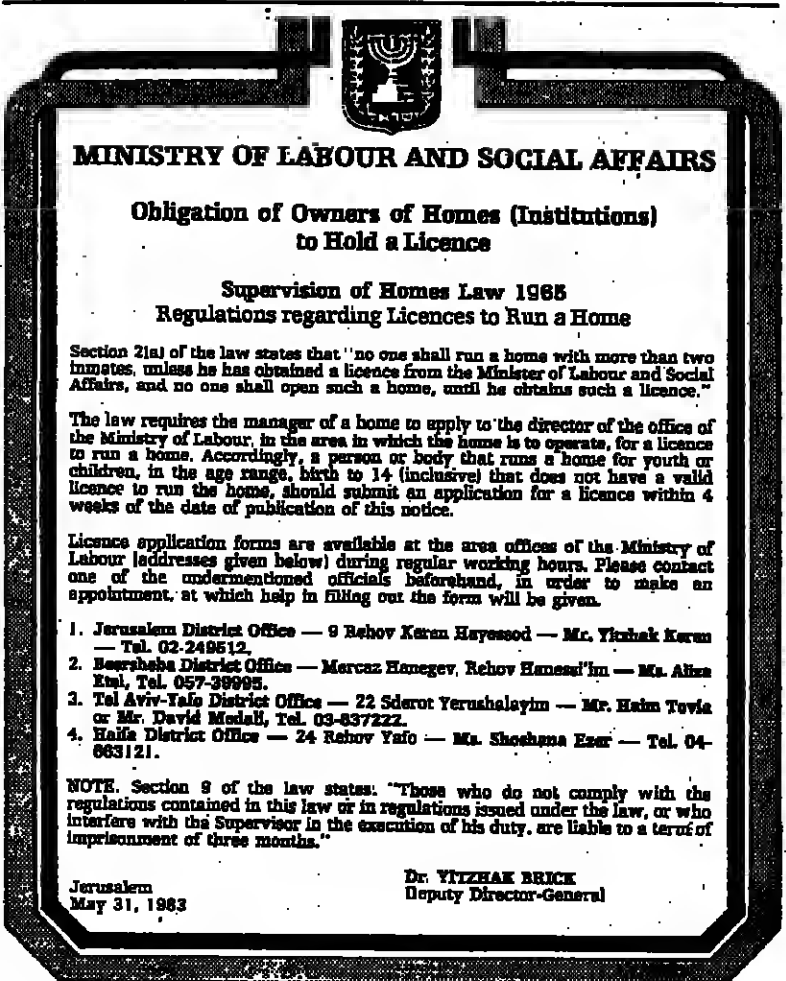 ישראל
MINISTRY OF LABOUR AND SOCIAL AFFAIRS
Obligation of Owners of Homes (Institutions)
to Hold a Licence
Supervision of Homes Law 1965
Regulations regarding Licences to Run a Home
Section 2(a) of the law states that "no one shall run a home with more than two
inmates, unless he has obtained a licence from the Minister of Labour and Social
Affairs, and no one shall open such a home, until he obtains such a licence."
The law requires the manager of a home to apply to the director of the office of
the Ministry of Labour, in the area in which the home is to operate, for a licence
to run a home. Accordingly, a person or body that runs a home for youth or
children, in the age range, birth to 14 (inclusive) that does not have a valid
licence to run the home, should submit an application for a licence within 4
weeks of the date of publication of this notice.
Licence application forms are available at the area offices of the Ministry of
Labour (addresses given below) during regular working hours. Please contact
one of the undermentioned officials beforehand, in order to make an
appointment, at which help in filling out the form will be given.
1. Jerusalem District Office — 9 Rehov Keren Hayessod — Mr. Yitzhak Keren
— Tel. 02-249512,
2. Beersheba District Office — Mercaz Hanegev, Rehov Hanessi'im — Ms. Aliza
Tel. 057-39995.
3. Tel Aviv-Yafo District Office — 22 Sderot Yerushalayim — Mr. Haim Tovia
or Mr. David Tel. 03-837222.
4. Haifa District Office — 24 Rehov Yafo — Ms. Shoshana Ezer — Tel. 04-
663121.
NOTE. Section 9 of the law states: "Those who do not comply with the
regulations contained in this law or in regulations issued under the law, or who
interfere with the Supervisor in the execution of his duty, are liable to a term of
imprisonment of three months."
Jerusalem
May 31, 1983
Dr. YITZHAK BRICK
Deputy Director-General